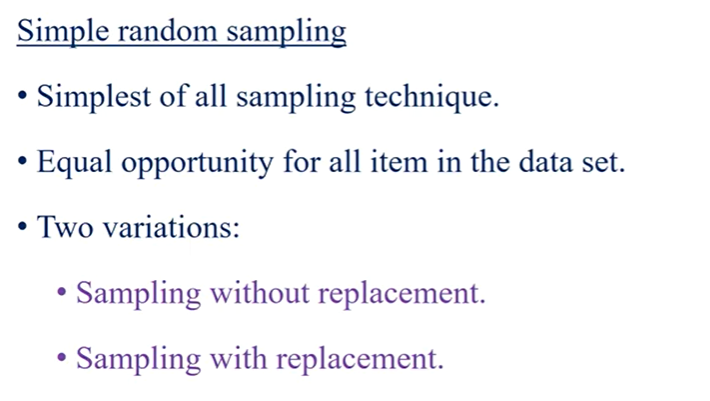 Simple random sampling
• Simplest of all sampling technique.
• Equal opportunity for all item in the data set.
• Two variations:
• Sampling without replacement.
• Sampling with replacement.